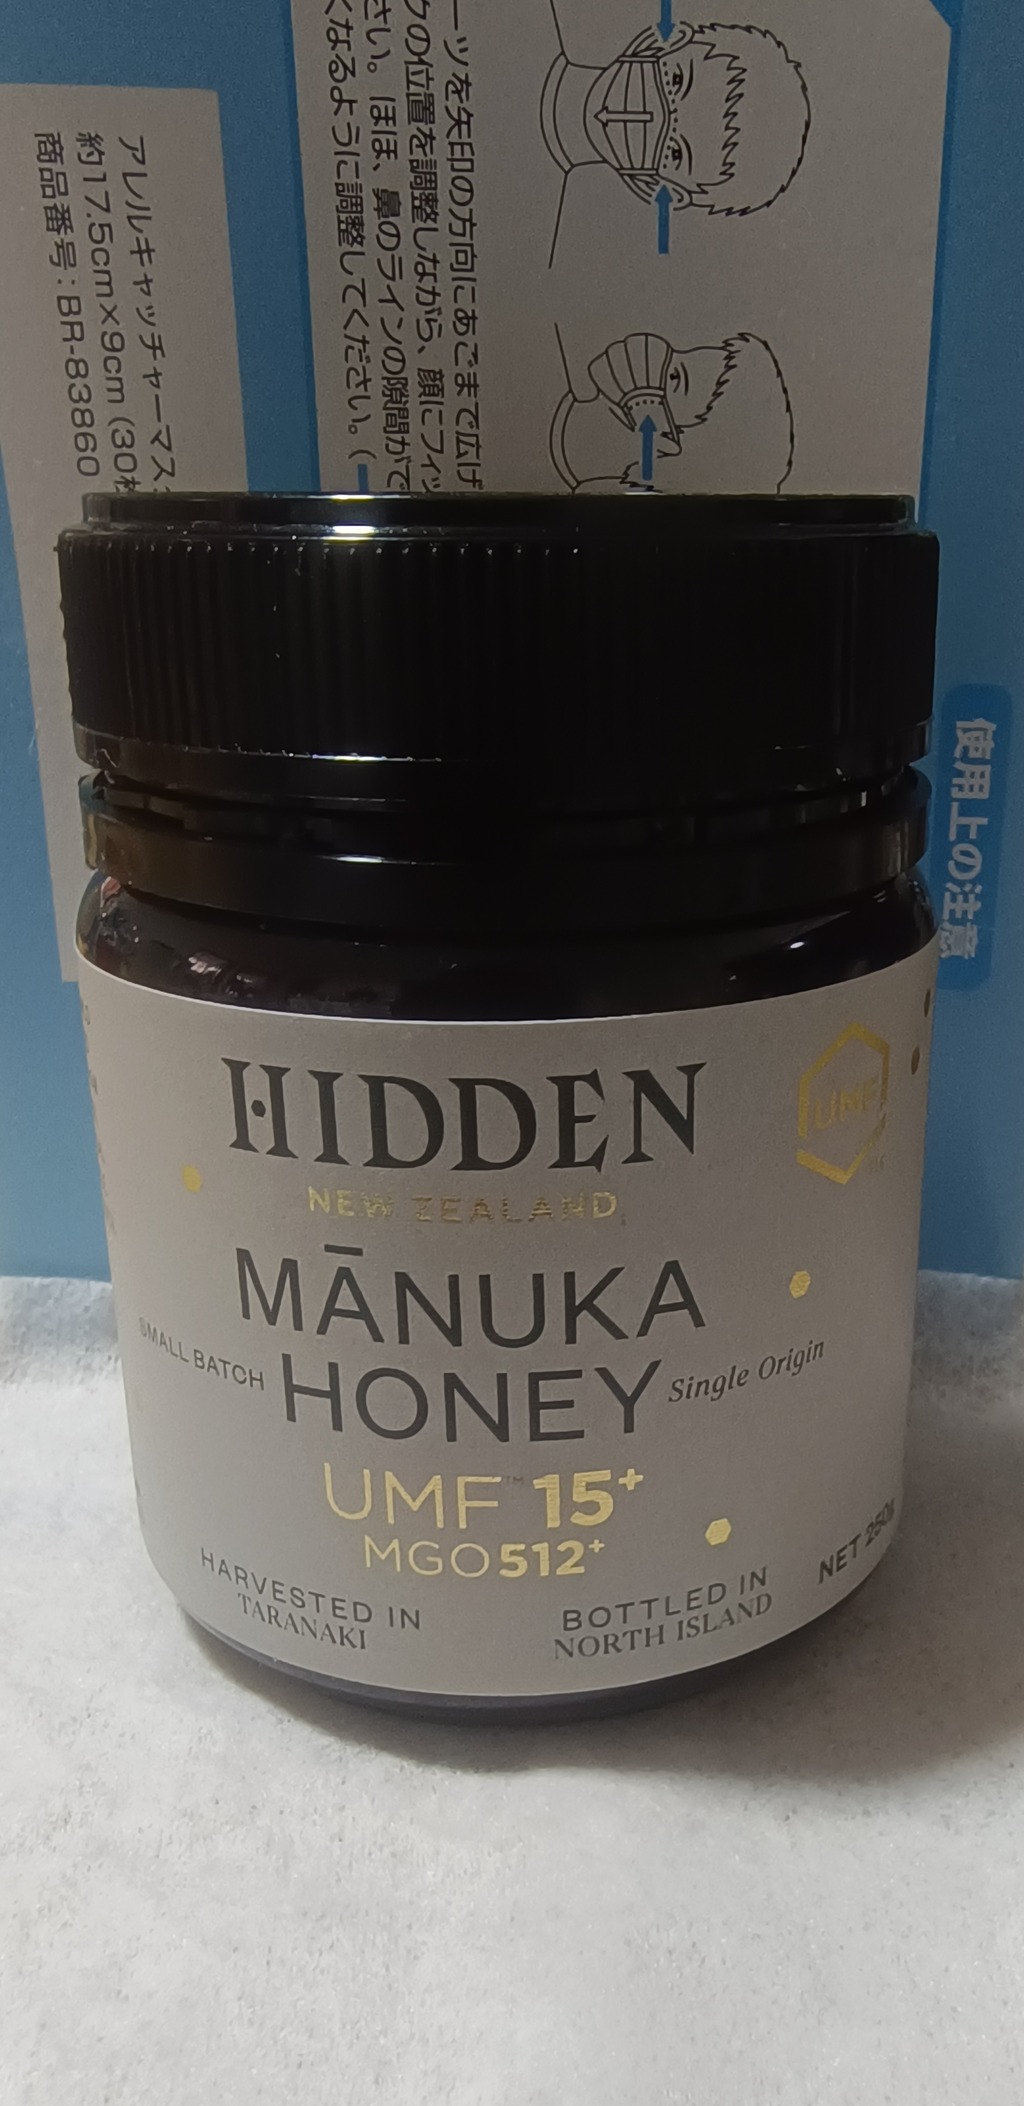 ーツを矢印の方向にあごまで広げ
クの位置を調整しながら、顔にフィッ
さい。ほほ、鼻のラインの隙間がで
くなるように調整してください。(
アレルキャッチャーマス
約17.5cm×9cm (30枚
商品番号：BR-83860
使用上の注意
HIDDEN
UMF
NEW ZEALAND
MĀNUKA
SMALL BATCH HONEY Single Origin
UMF™ 15+
MGO512+
HARVESTED IN
TARANAKI
BOTTLED IN
NORTH ISLAND
NET 250g